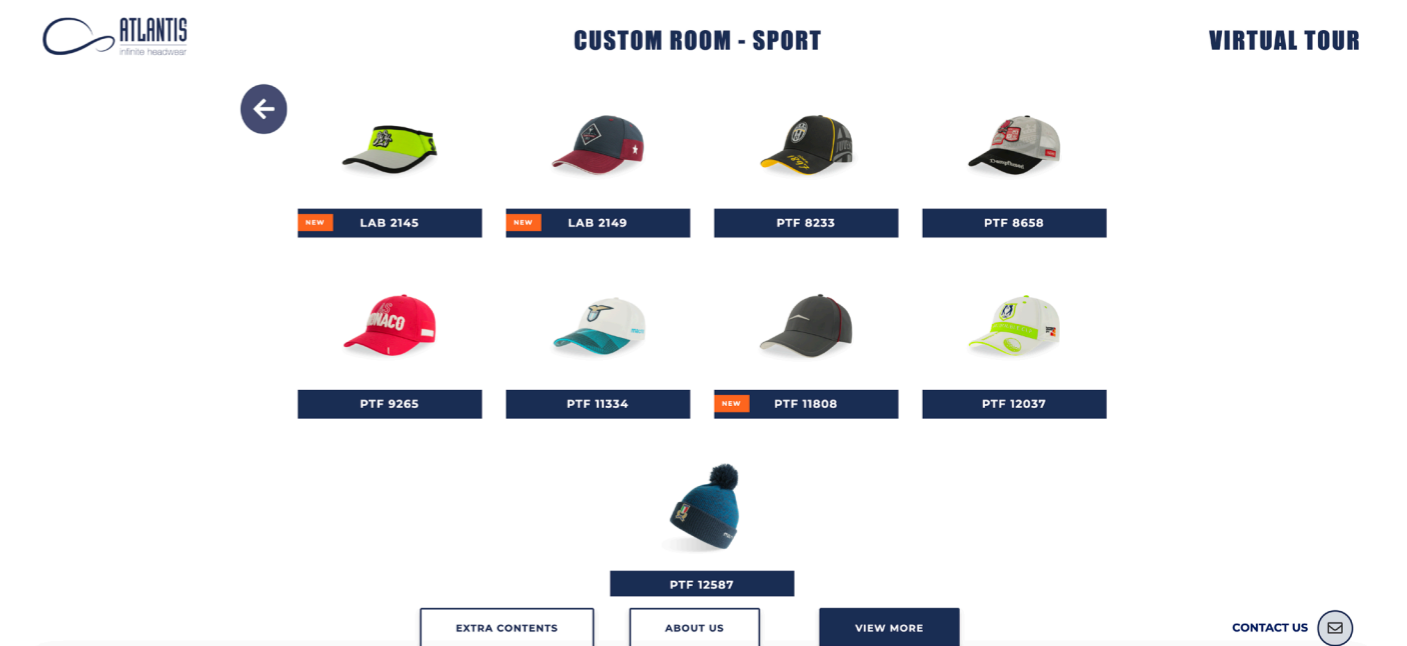 ATLANTIS
infinite headwear
CUSTOM ROOM - SPORT
VIRTUAL TOUR
NEW
LAB 2145
NEW
LAB 2149
1897
PTF 8233
PTF 8658
PTF 9265
PTF 11334
NEW
PTF 11808
PTF 12037
PTF 12587
EXTRA CONTENTS
ABOUT US
VIEW MORE
CONTACT US